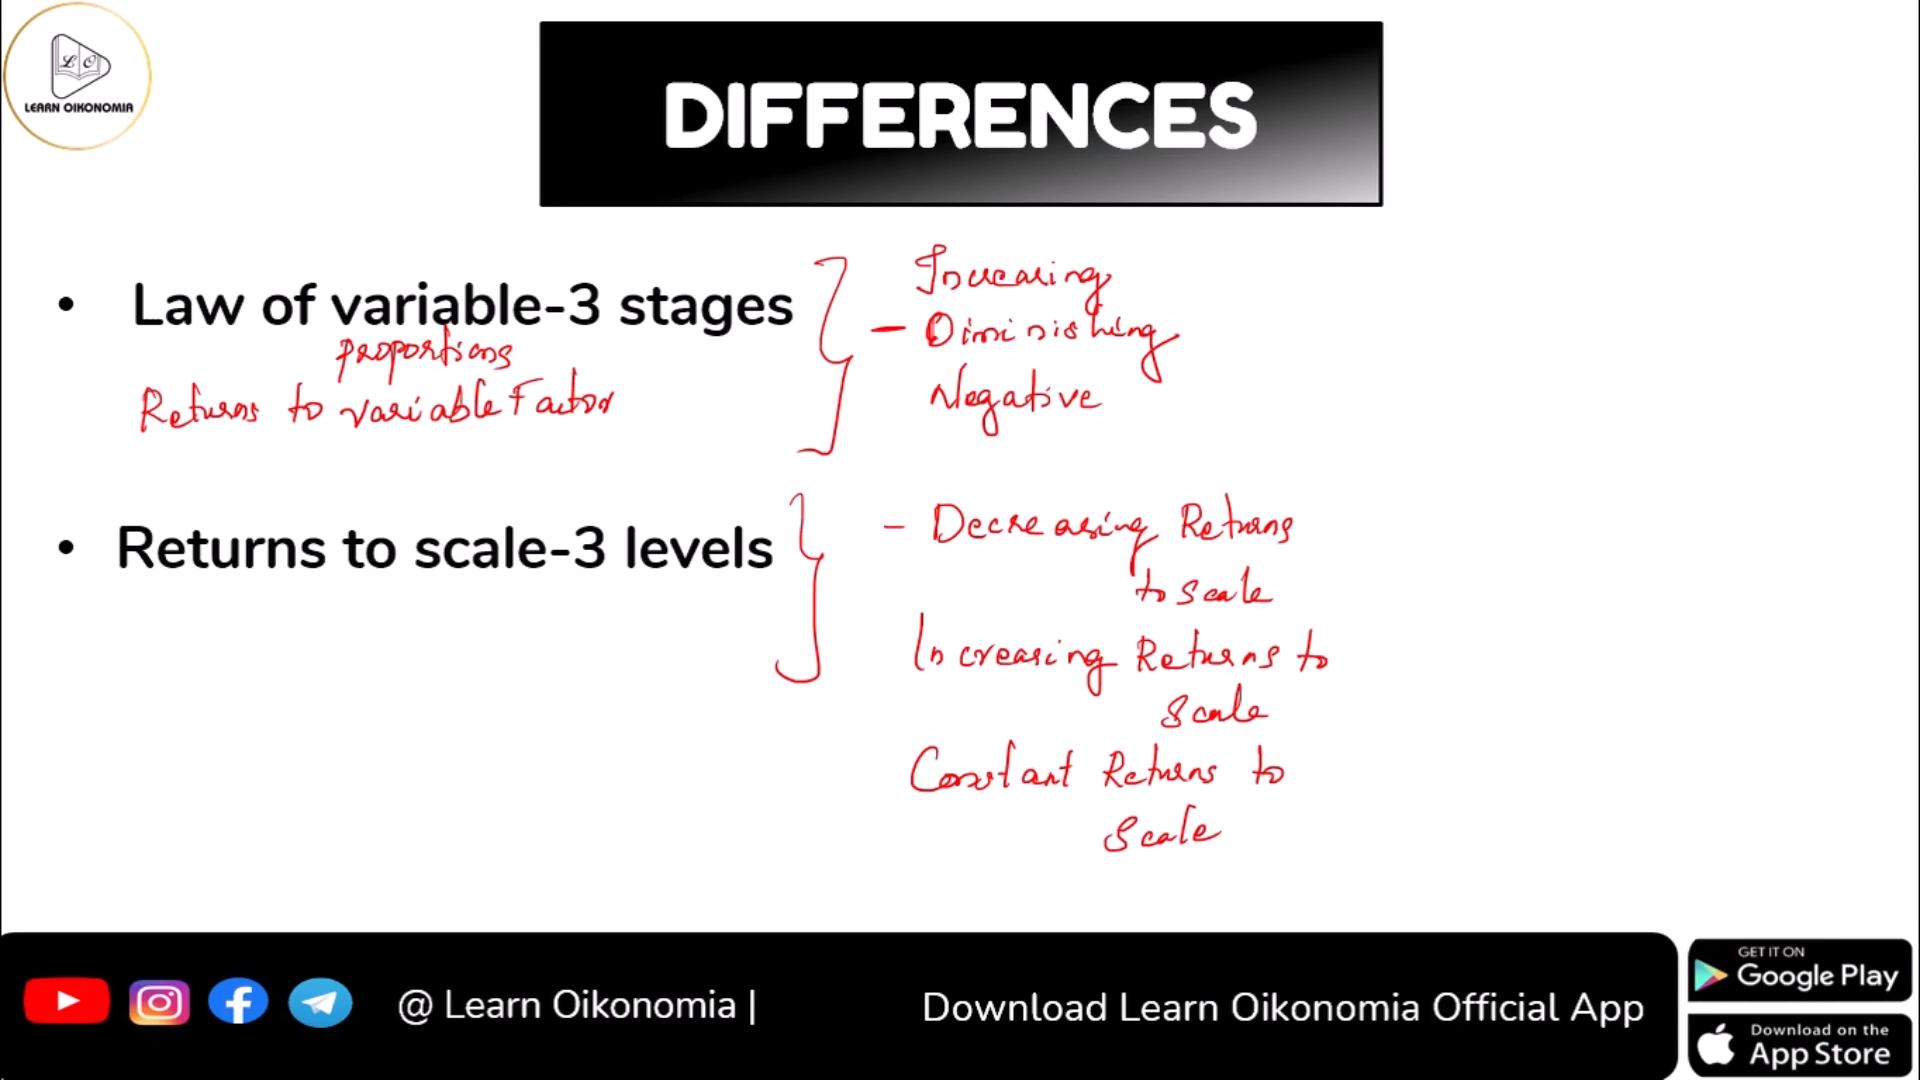 L O
LEARN OIKONOMIA
DIFFERENCES
• Law of variable-3 stages
proportions
Returns to variable Factor
Increasing
- Diminishing
Negative
• Returns to scale-3 levels
- Decreasing Returns
to scale
Increasing Returns to
Scale
Constant Returns to
Scale
@ Learn Oikonomia |
Download Learn Oikonomia Official App
GET IT ON
Google Play
Download on the
App Store